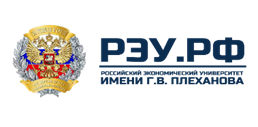 РЭУ.РФ
РОССИЙСКИЙ ЭКОНОМИЧЕСКИЙ УНИВЕРСИТЕТ
ИМЕНИ Г.В. ПЛЕХАНОВА